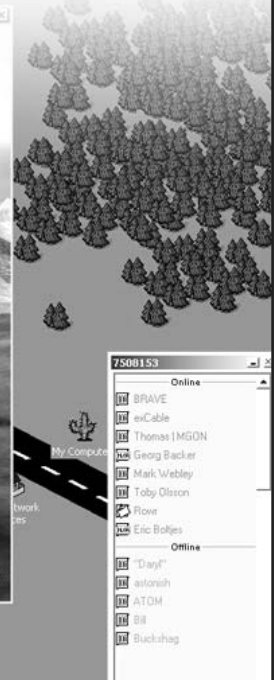 My Compute
twork
ces
7508153
Online
BRAVE
exCable
Thomas | MGON
Georg Backer
Mark Webley
Toby Olsson
Rowr
Eric Boltjes
Offline
"Daryl"
astonish
ATOM
Bill
Buckshag